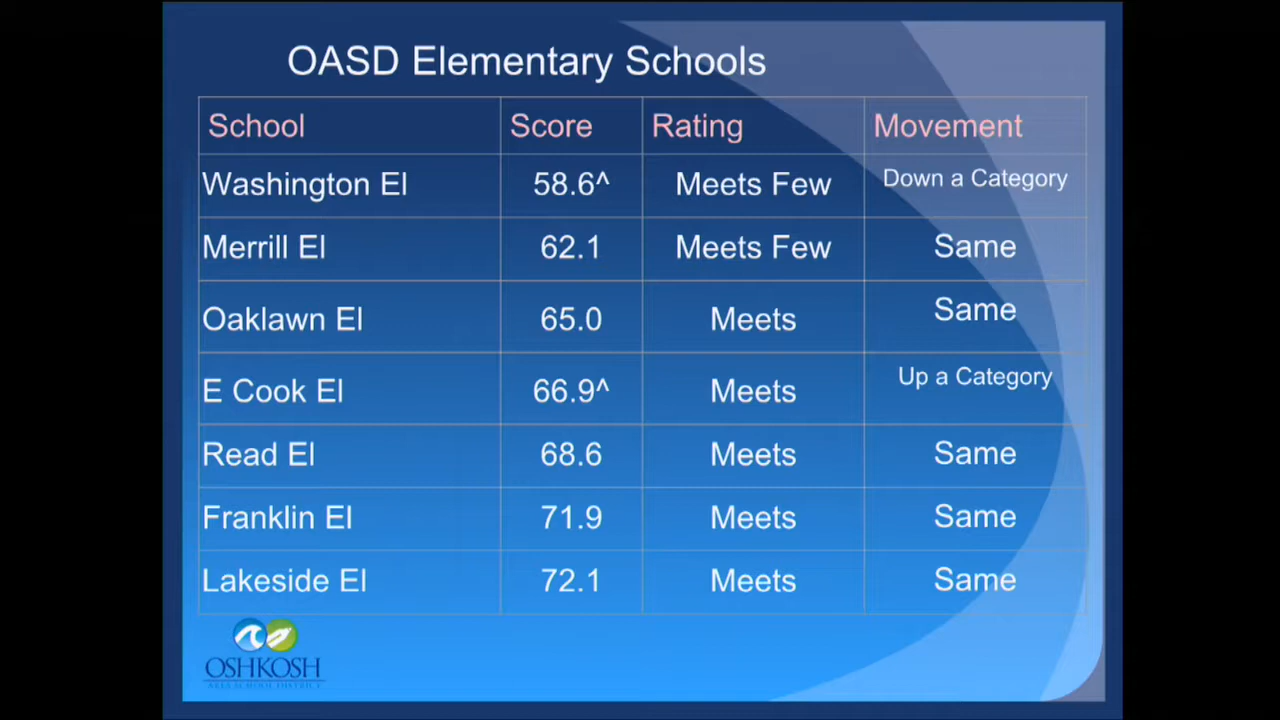 OASD Elementary Schools
School Score Rating Movement
Washington El 58.6^ Meets Few Down a Category
Merrill El 62.1 Meets Few Same
Oaklawn El 65.0 Meets Same
E Cook El 66.9^ Meets Up a Category
Read El 68.6 Meets Same
Franklin El 71.9 Meets Same
Lakeside El 72.1 Meets Same
OSHKOSH
AREA SCHOOL DISTRICT